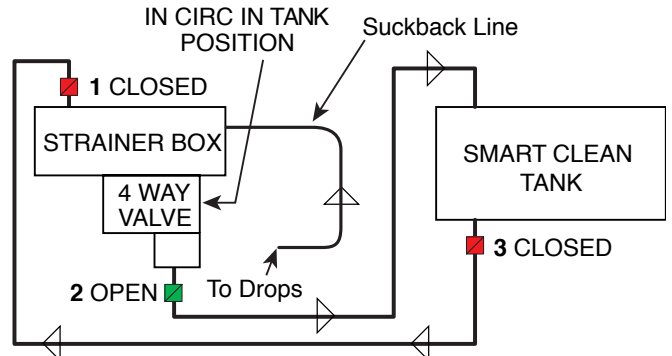 IN CIRC IN TANK
POSITION
Suckback Line
1 CLOSED
STRAINER BOX
4 WAY
VALVE
SMART CLEAN
TANK
3 CLOSED
2 OPEN
To Drops